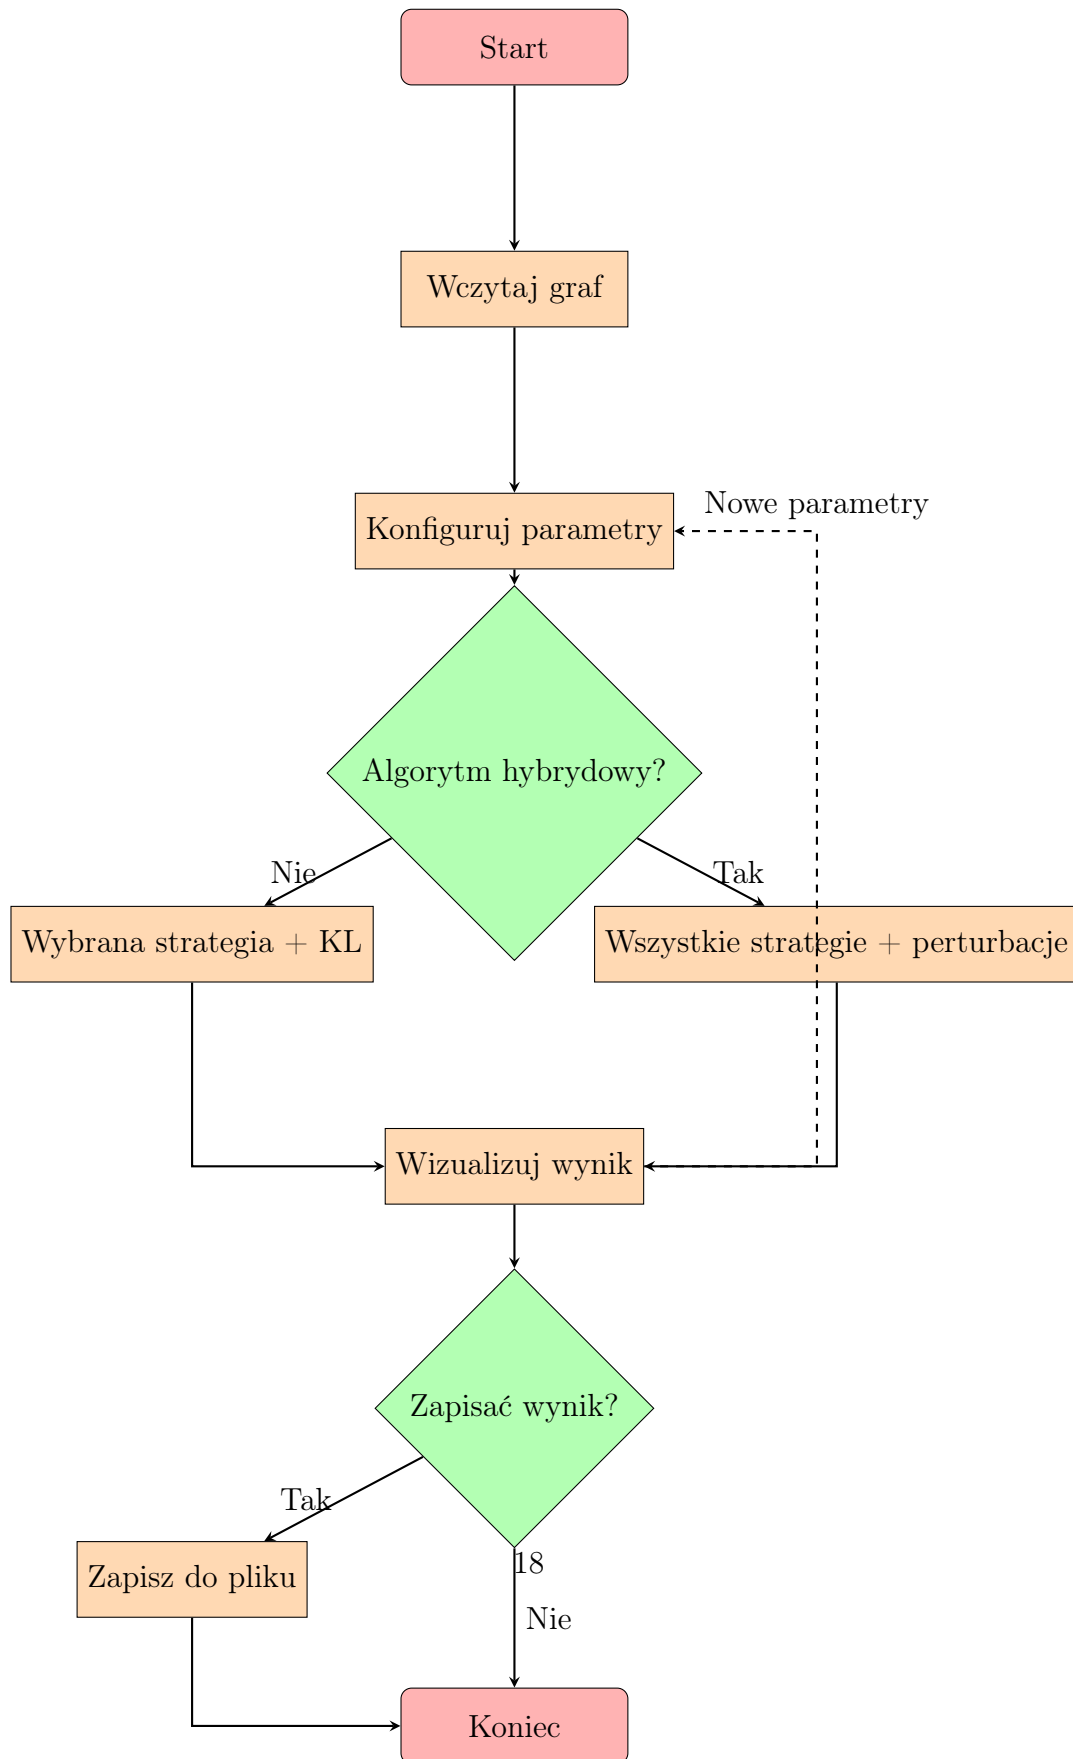 Start
Wczytaj graf
Nowe parametry
Konfiguruj parametry
Algorytm hybrydowy?
Nie
Tak
Wybrana strategia + KL
Wszystkie strategie + perturbacje
Wizualizuj wynik
Zapisać wynik?
Tak
18
Zapisz do pliku
Nie
Koniec